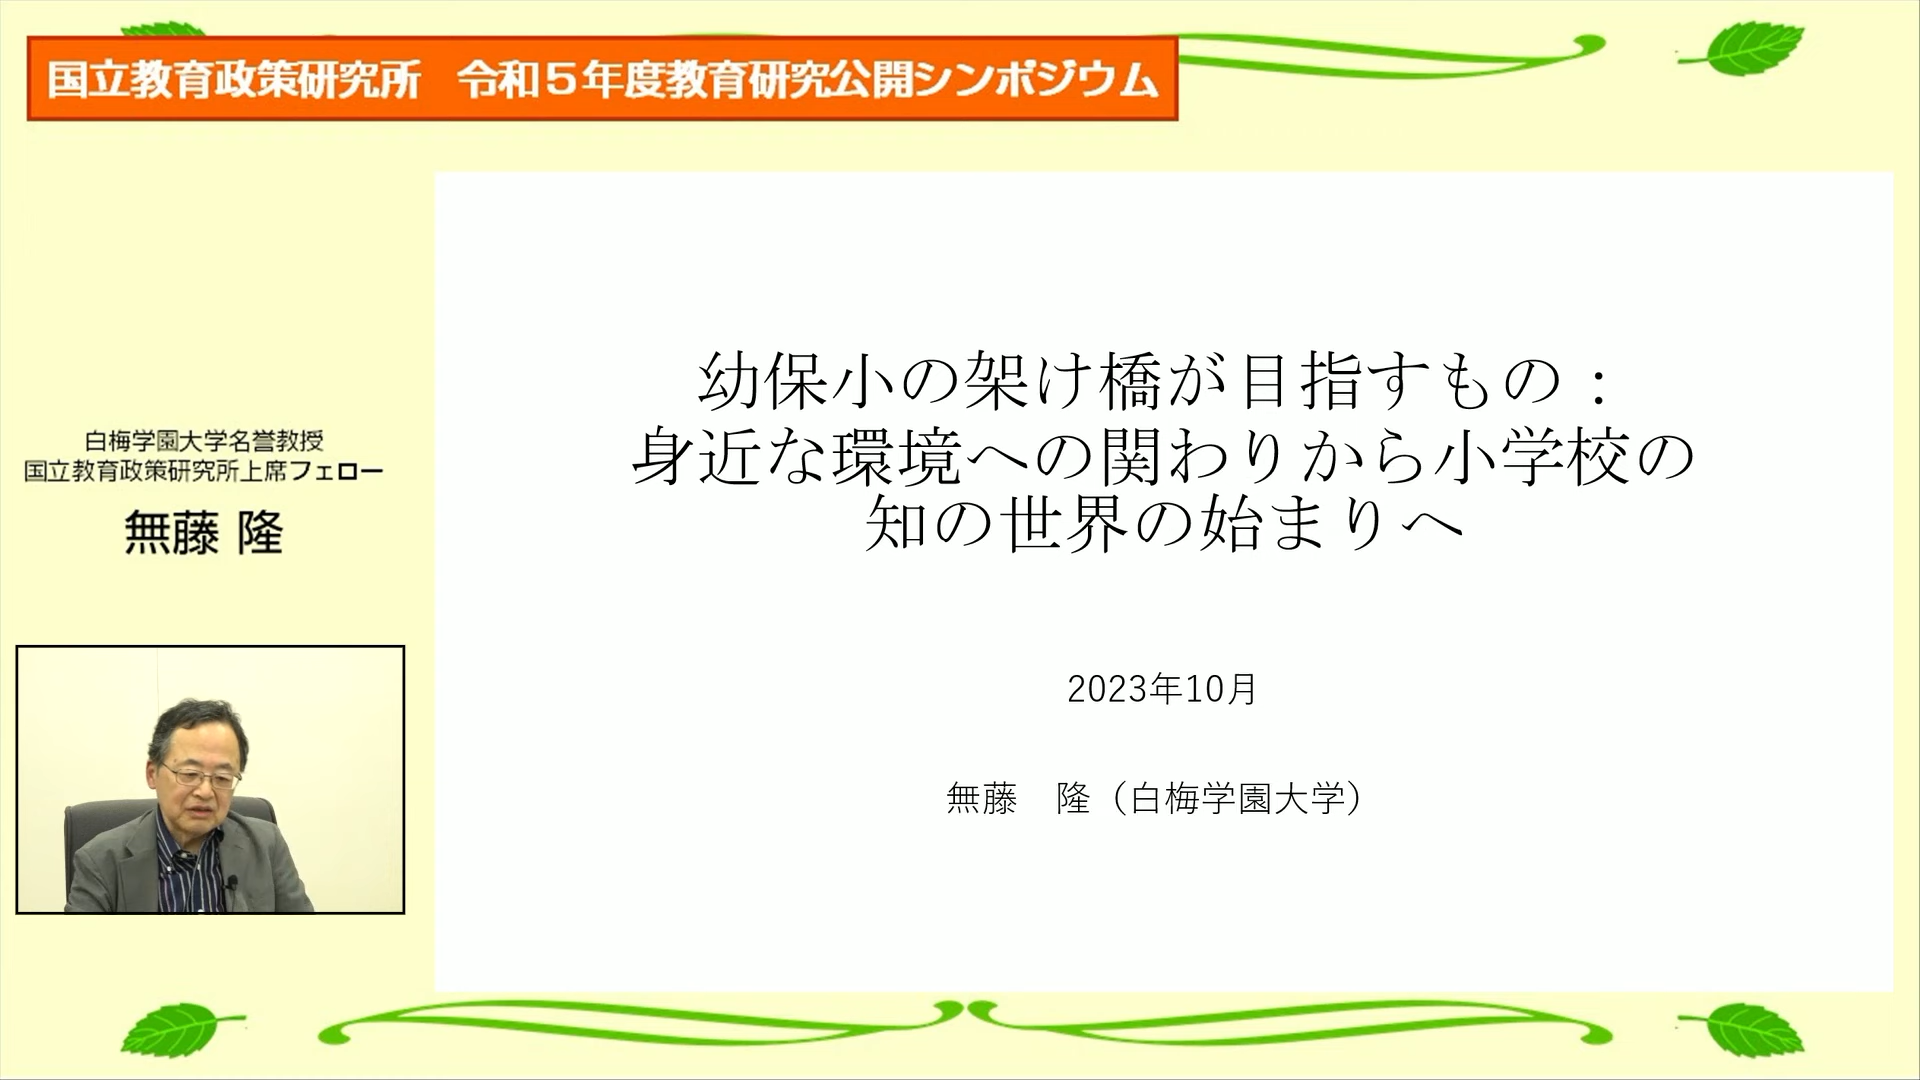 国立教育政策研究所　令和５年度教育研究公開シンポジウム
幼保小の架け橋が目指すもの：
身近な環境への関わりから小学校の
知の世界の始まりへ
2023年10月
無藤　隆（白梅学園大学）
白梅学園大学名誉教授
国立教育政策研究所上席フェロー
無藤 隆